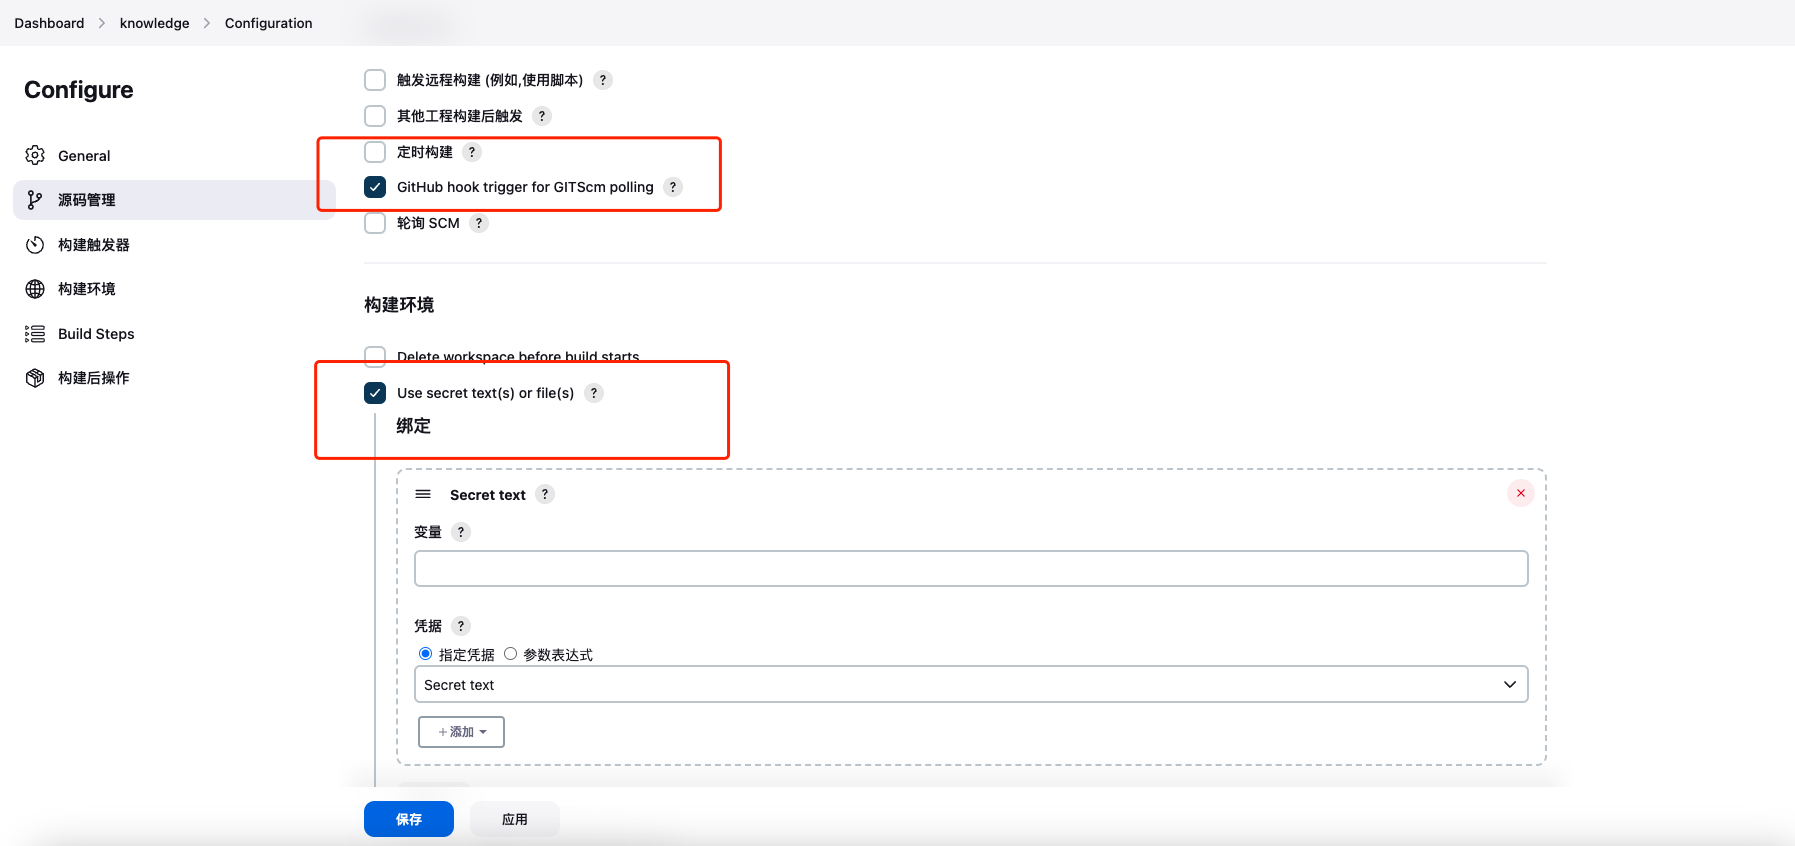 Dashboard > knowledge > Configuration
Configure
General
源码管理
构建触发器
构建环境
Build Steps
构建后操作
触发远程构建 (例如,使用脚本) ?
其他工程构建后触发 ?
定时构建 ?
GitHub hook trigger for GITScm polling ?
轮询 SCM ?
构建环境
Delete workspace before build starts
Use secret text(s) or file(s) ?
绑定
Secret text ?
变量 ?
凭据 ?
指定凭据 参数表达式
Secret text
+添加
保存 应用